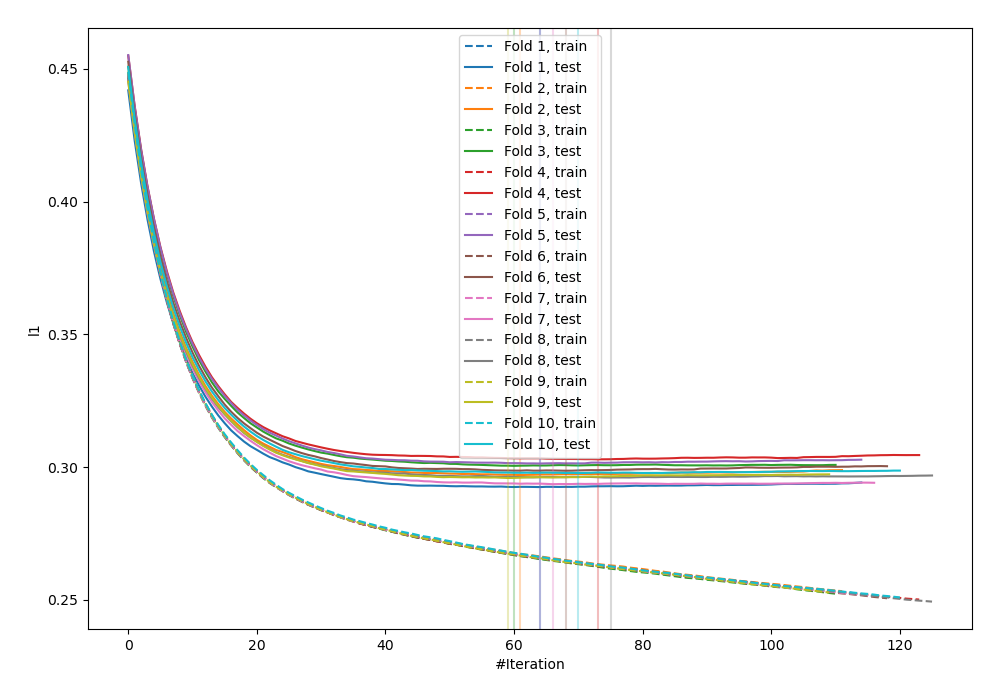 0.45
0.40
0.35
0.30
0.25
l1
0
20
40
60
80
100
120
#Iteration
Fold 1, train
Fold 1, test
Fold 2, train
Fold 2, test
Fold 3, train
Fold 3, test
Fold 4, train
Fold 4, test
Fold 5, train
Fold 5, test
Fold 6, train
Fold 6, test
Fold 7, train
Fold 7, test
Fold 8, train
Fold 8, test
Fold 9, train
Fold 9, test
Fold 10, train
Fold 10, test